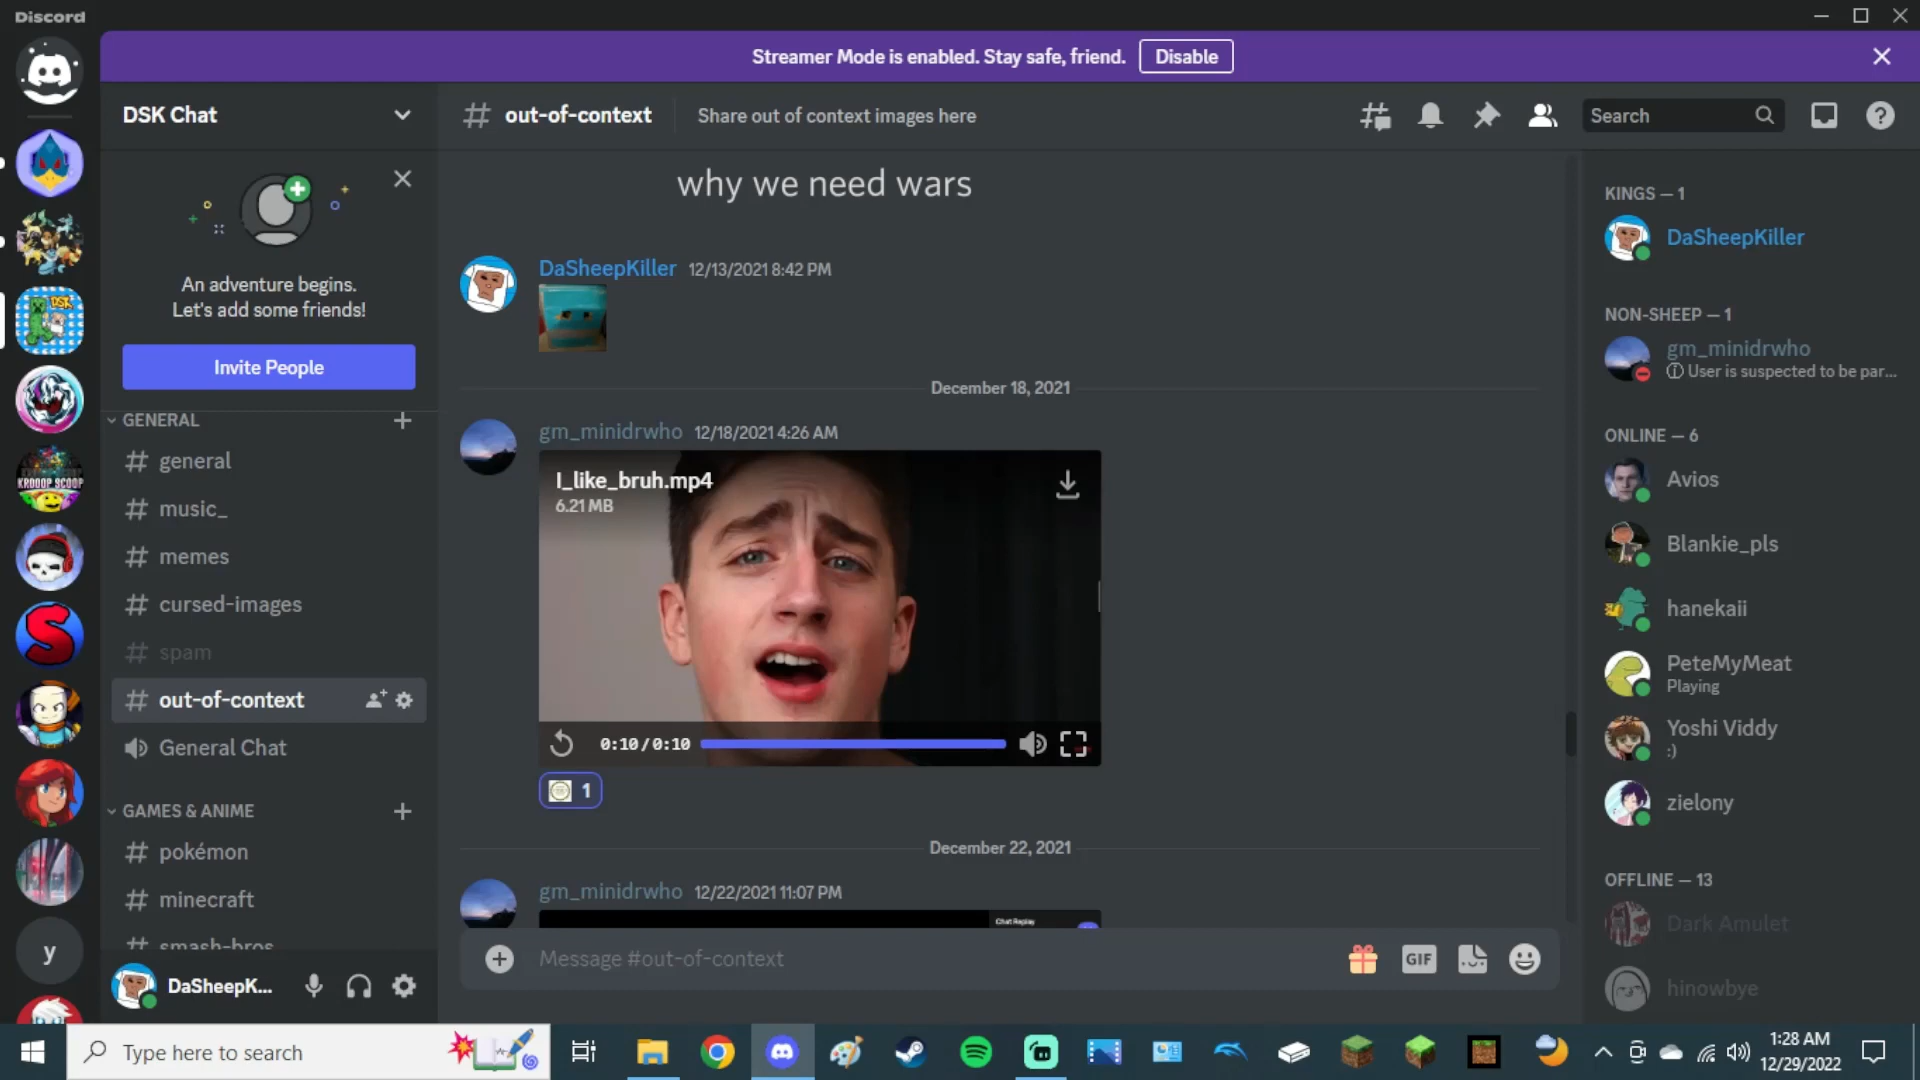 Discord
Streamer Mode is enabled. Stay safe, friend.
Disable
DSK Chat
out-of-context
Share out of context images here
Search
An adventure begins.
Let's add some friends!
Invite People
GENERAL
general
music_
memes
cursed-images
spam
out-of-context
General Chat
GAMES & ANIME
pokémon
minecraft
smash-bros
DaSheepK...
why we need wars
DaSheepKiller 12/13/2021 8:42 PM
December 18, 2021
gm_minidrwho 12/18/2021 4:26 AM
I_like_bruh.mp4
6.21 MB
0:10/0:10
1
December 22, 2021
gm_minidrwho 12/22/2021 11:07 PM
Chat Replay
Message #out-of-context
GIF
KINGS — 1
DaSheepKiller
NON-SHEEP — 1
gm_minidrwho
User is suspected to be par...
ONLINE — 6
Avios
Blankie_pls
hanekaii
PeteMyMeat
Playing
Yoshi Viddy
:)
zielony
OFFLINE — 13
Dark Amulet
hinowbye
DSK
KROOOP SCOOP
S
y
Type here to search
1:28 AM
12/29/2022